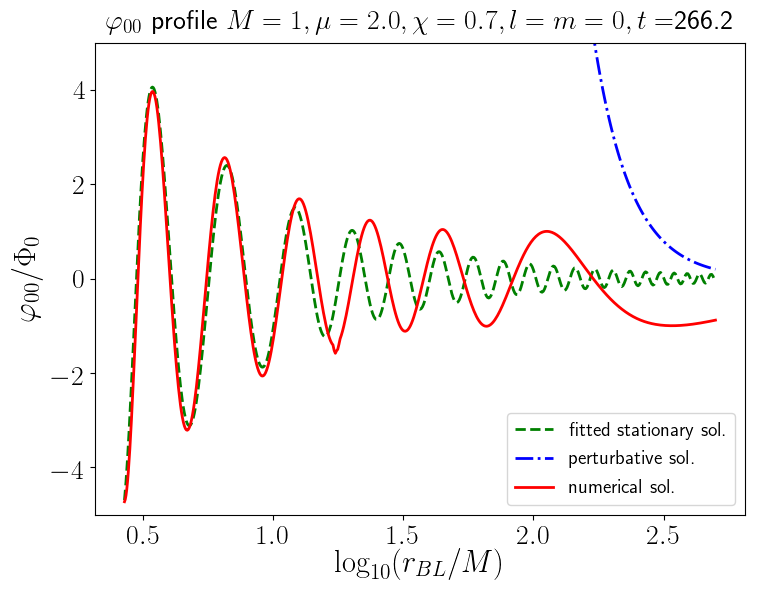 φ₀₀ profile M = 1, μ = 2.0, χ = 0.7, l = m = 0, t = 266.2
φ₀₀/Φ₀
4
2
0
−2
−4
fitted stationary sol.
perturbative sol.
numerical sol.
0.5 1.0 1.5 2.0 2.5
log₁₀(r_BL/M)